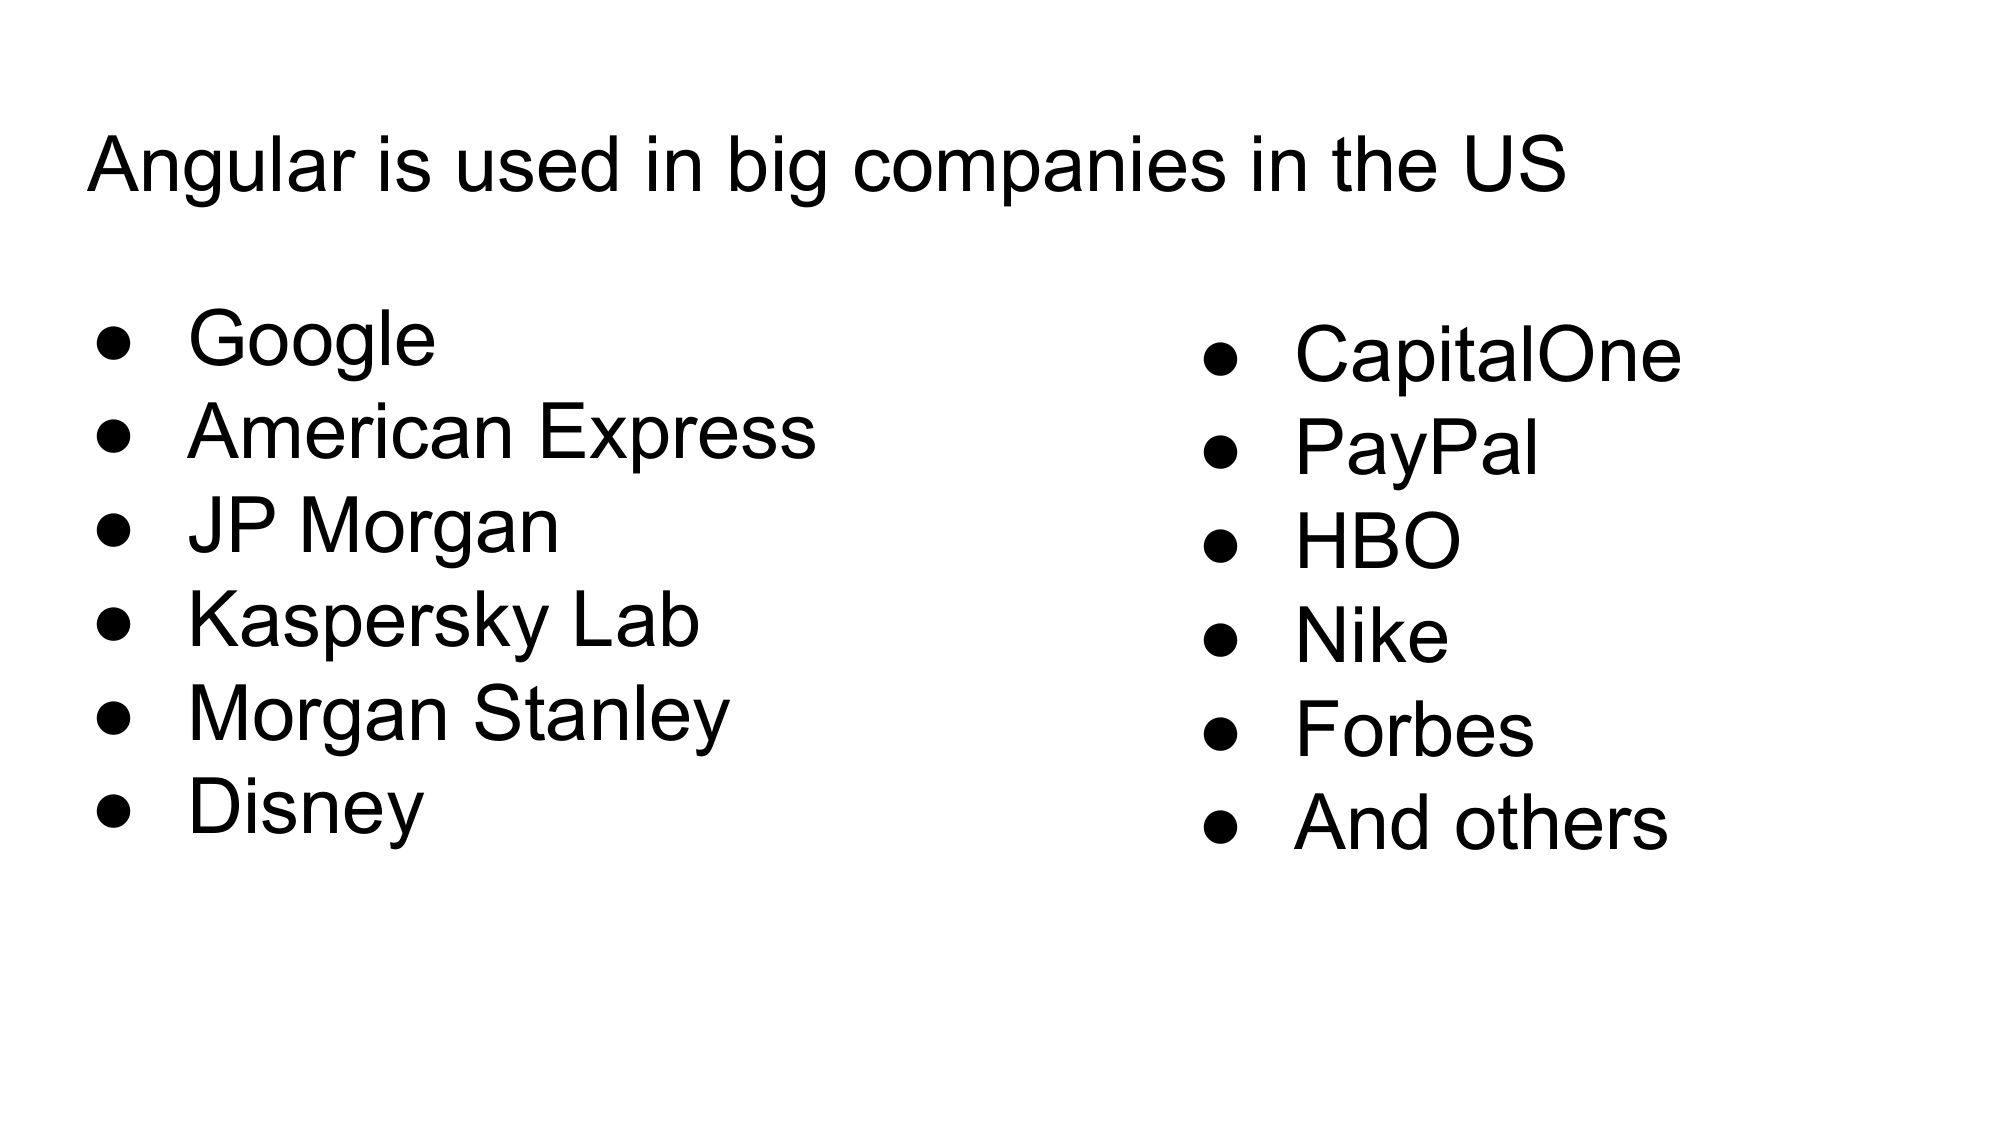 Angular is used in big companies in the US
● Google
● American Express
● JP Morgan
● Kaspersky Lab
● Morgan Stanley
● Disney
● CapitalOne
● PayPal
● HBO
● Nike
● Forbes
● And others